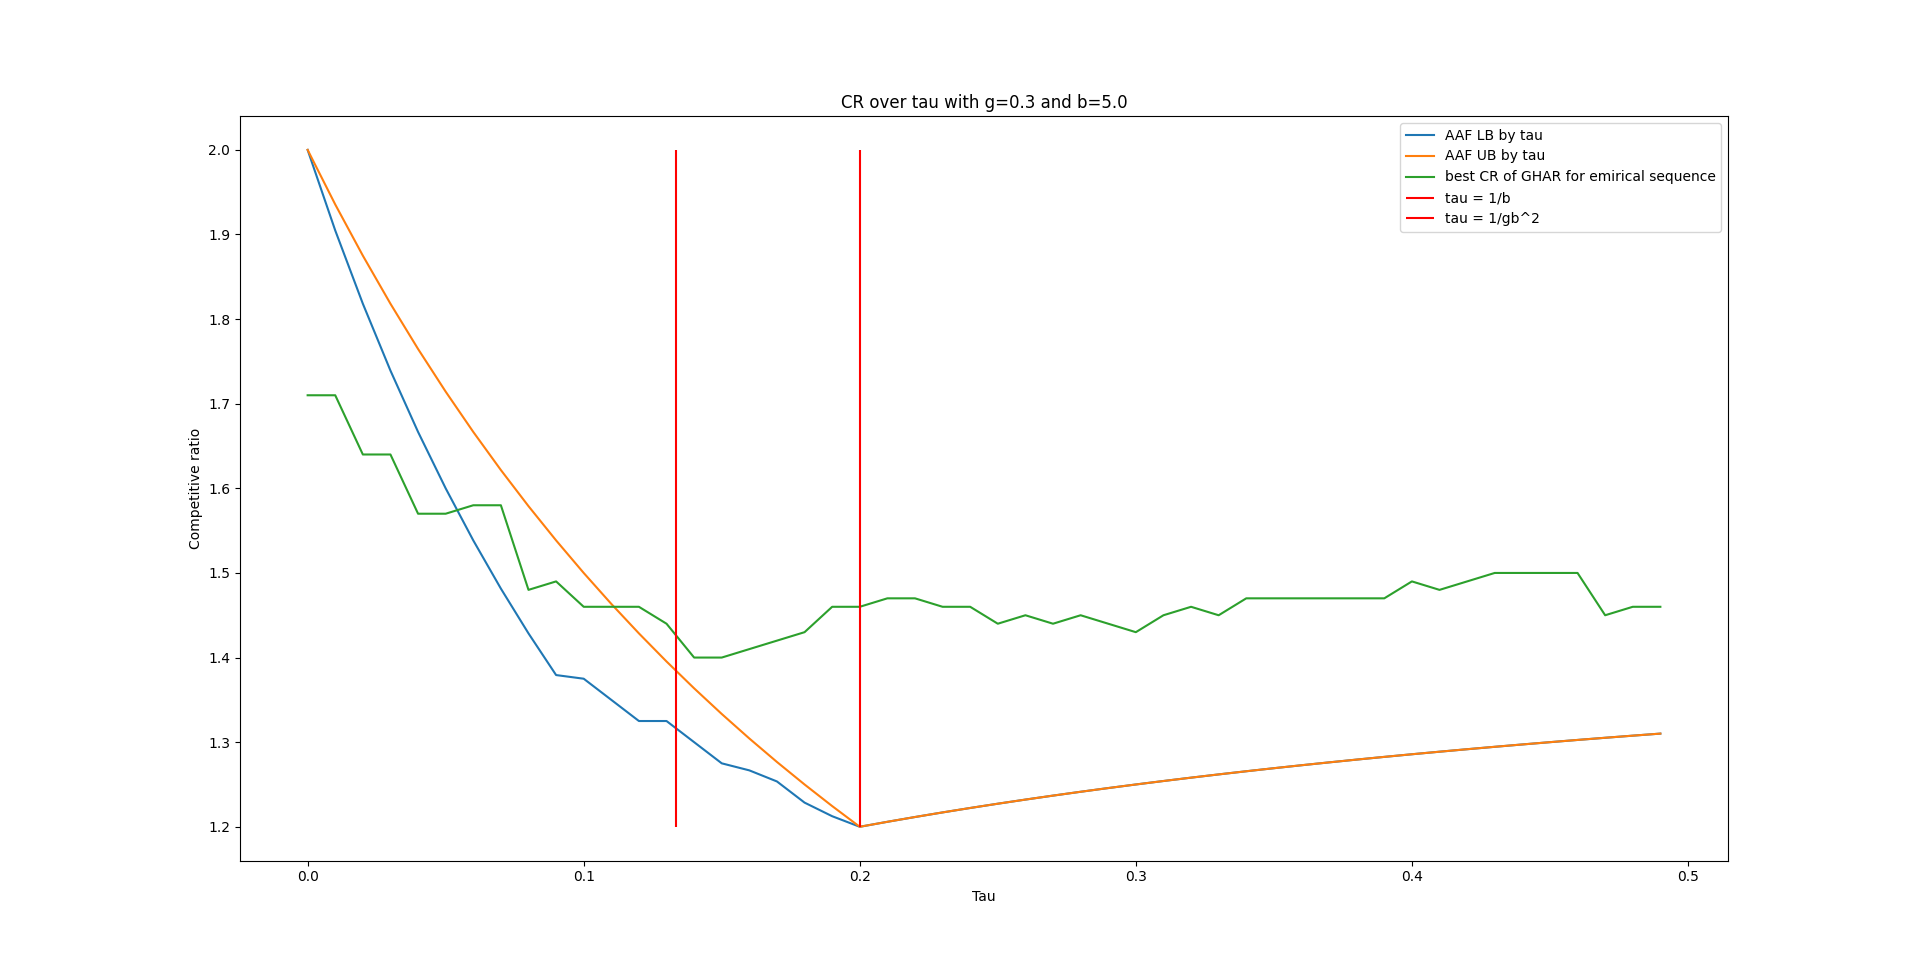 CR over tau with g=0.3 and b=5.0
AAF LB by tau
AAF UB by tau
best CR of GHAR for emirical sequence
tau = 1/b
tau = 1/gb^2
Competitive ratio
2.0
1.9
1.8
1.7
1.6
1.5
1.4
1.3
1.2
0.0 0.1 0.2 0.3 0.4 0.5
Tau